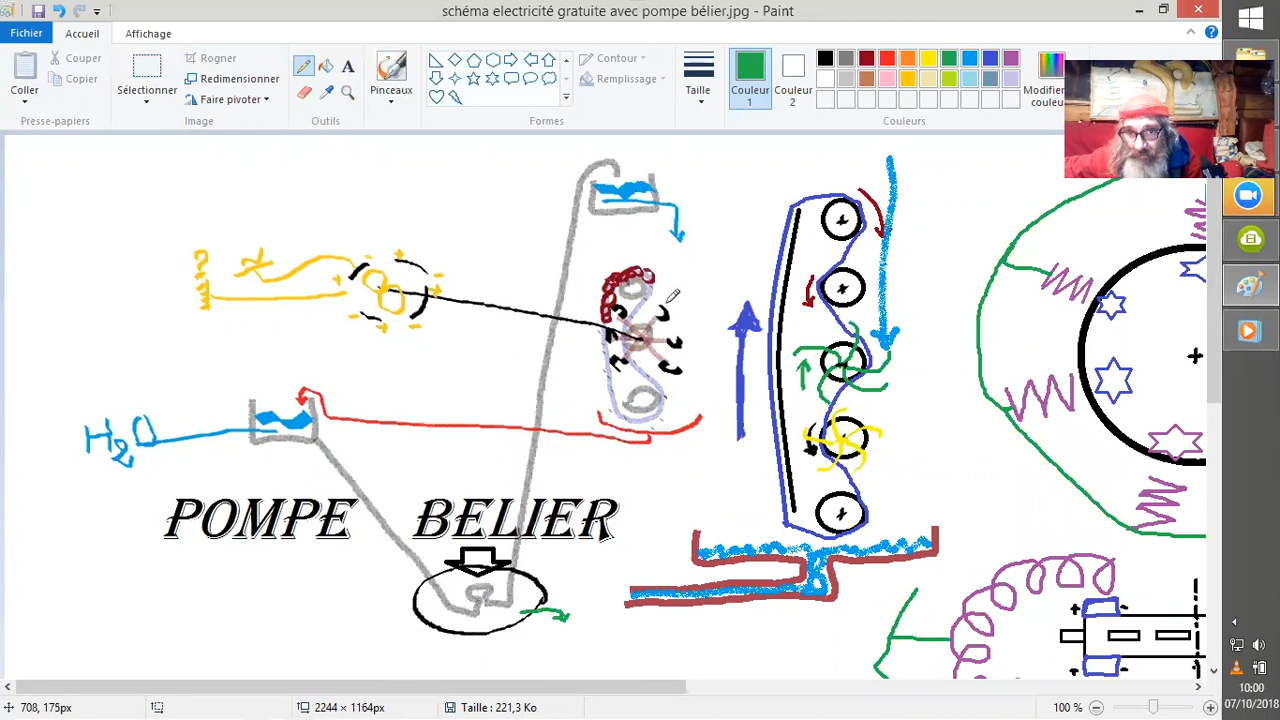 schéma electricité gratuite avec pompe bélier.jpg - Paint
Fichier Accueil Affichage
Coller
Couper
Copier
Presse-papiers
Sélectionner
Rogner
Redimensionner
Faire pivoter
Image
A
Outils
Pinceaux
Contour
Remplissage
Formes
Taille
Couleur 1
Couleur 2
Couleurs
Modifier
couleu
H2O
POMPE BELIER
708, 175px
2244 × 1164px
Taille : 221,3 Ko
100 %
10:00
07/10/2018